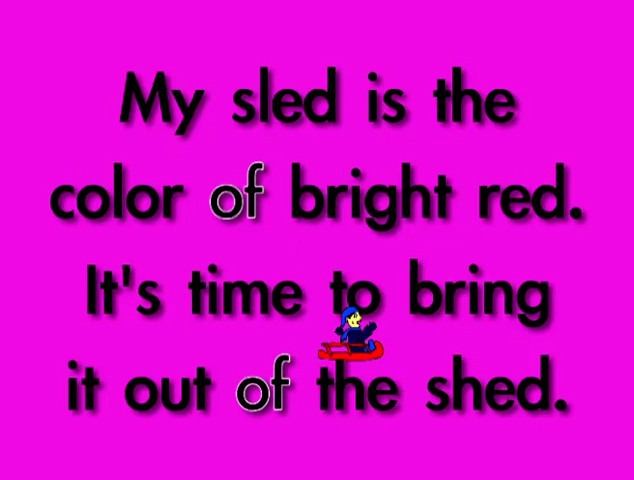 My sled is the
color of bright red.
It's time to bring
it out of the shed.